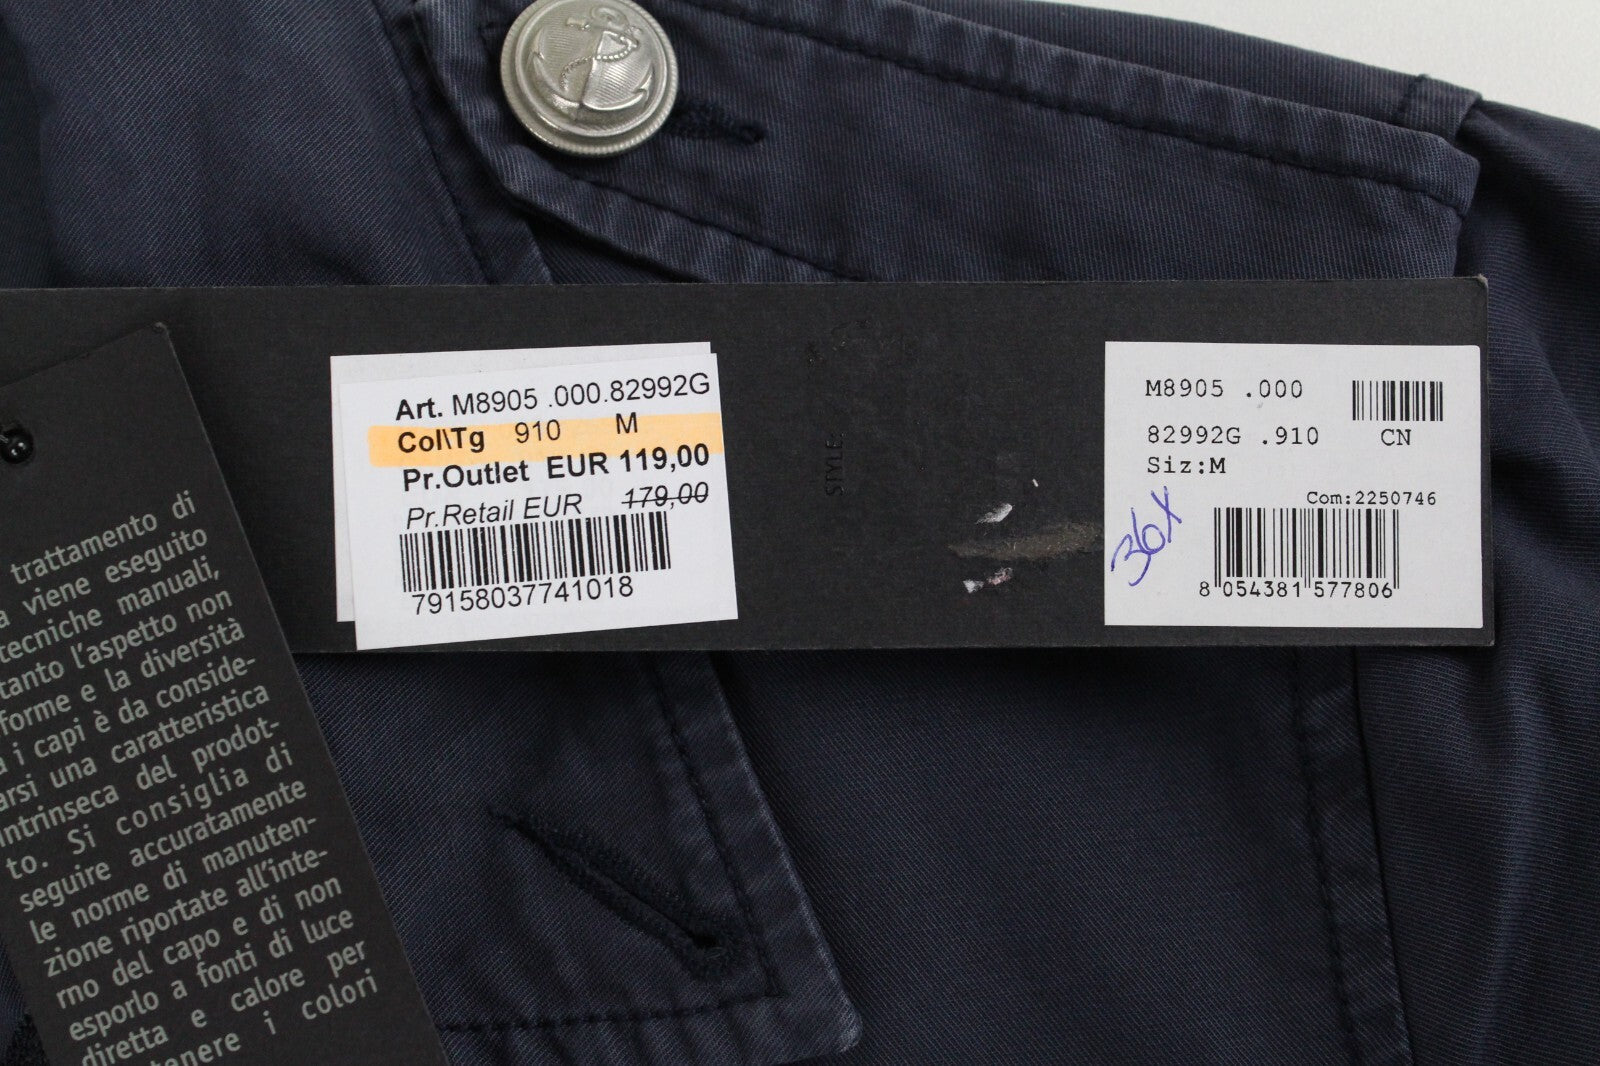 Art. M8905 .000.82992G
Col\Tg 910 M
Pr.Outlet EUR 119,00
Pr.Retail EUR 179,00
79158037741018
STYLE.
M8905 .000
82992G .910
CN
Siz:M
Com:2250746
36X
8 054381 577806
trattamento di
a viene eseguito
tecniche manuali,
tanto l'aspetto non
forme e la diversità
i capi è da conside-
arsi una caratteristica
intrinseca del prodot-
to. Si consiglia di
seguire accuratamente
le norme di manuten-
zione riportate all'inte-
rno del capo e di non
esporlo a fonti di luce
diretta e calore per
tenere i colori